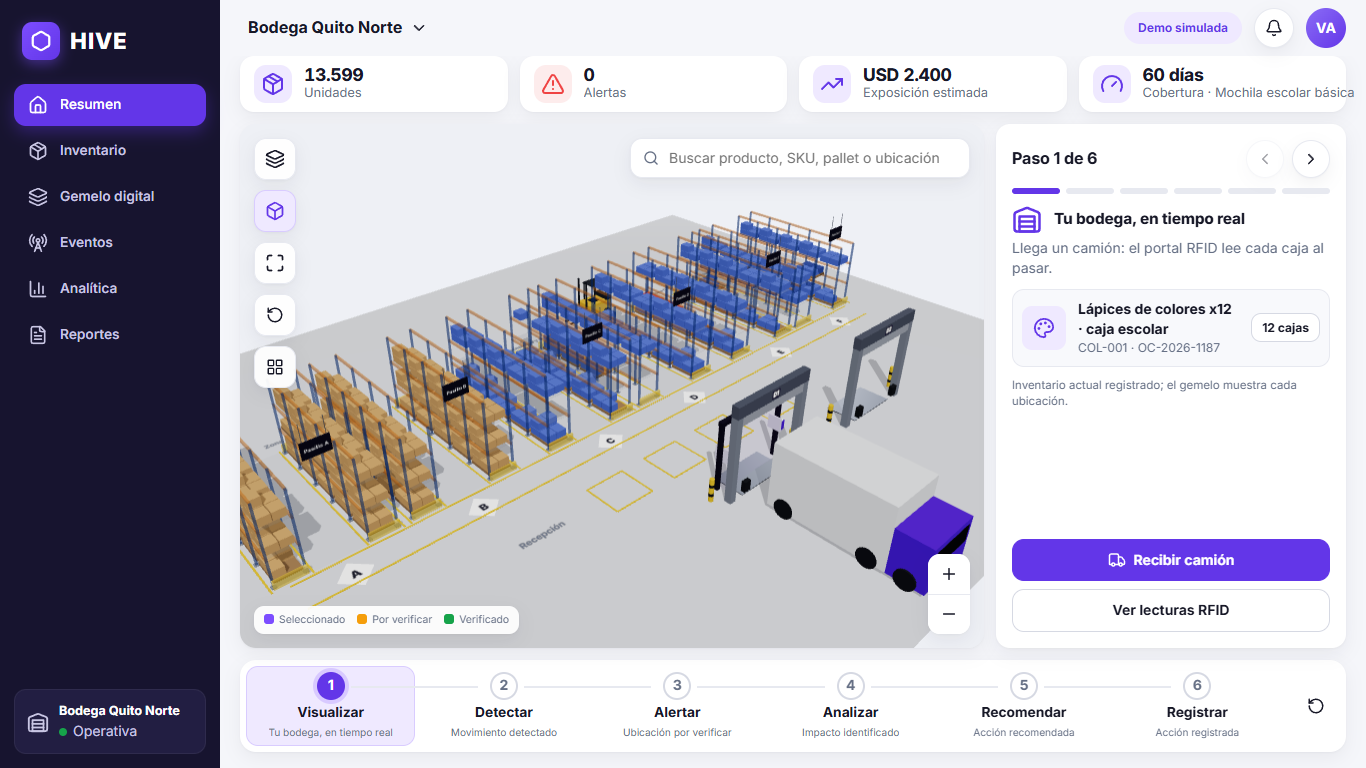 HIVE
Bodega Quito Norte
Demo simulada
VA
Resumen
Inventario
Gemelo digital
Eventos
Analítica
Reportes
Bodega Quito Norte
Operativa
13.599
Unidades
0
Alertas
USD 2.400
Exposición estimada
60 días
Cobertura · Mochila escolar básica
Buscar producto, SKU, pallet o ubicación
Pasillo A
Pasillo B
Pasillo C
A
B
C
D
Recepción
Seleccionado
Por verificar
Verificado
Paso 1 de 6
Tu bodega, en tiempo real
Llega un camión: el portal RFID lee cada caja al
pasar.
Lápices de colores x12
· caja escolar
COL-001 · OC-2026-1187
12 cajas
Inventario actual registrado; el gemelo muestra cada
ubicación.
Recibir camión
Ver lecturas RFID
1
Visualizar
Tu bodega, en tiempo real
2
Detectar
Movimiento detectado
3
Alertar
Ubicación por verificar
4
Analizar
Impacto identificado
5
Recomendar
Acción recomendada
6
Registrar
Acción registrada